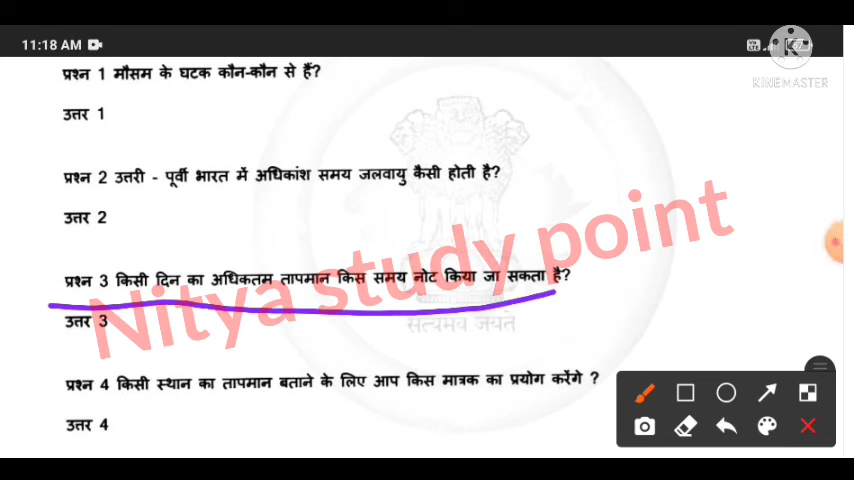 11:18 AM
KINEMASTER
प्रश्न 1 मौसम के घटक कौन-कौन से हैं?
उत्तर 1
प्रश्न 2 उत्तरी - पूर्वी भारत में अधिकांश समय जलवायु कैसी होती है?
उत्तर 2
Nitya study point
प्रश्न 3 किसी दिन का अधिकतम तापमान किस समय नोट किया जा सकता है?
उत्तर 3
सत्यमेव जयते
प्रश्न 4 किसी स्थान का तापमान बताने के लिए आप किस मात्रक का प्रयोग करेंगे ?
उत्तर 4